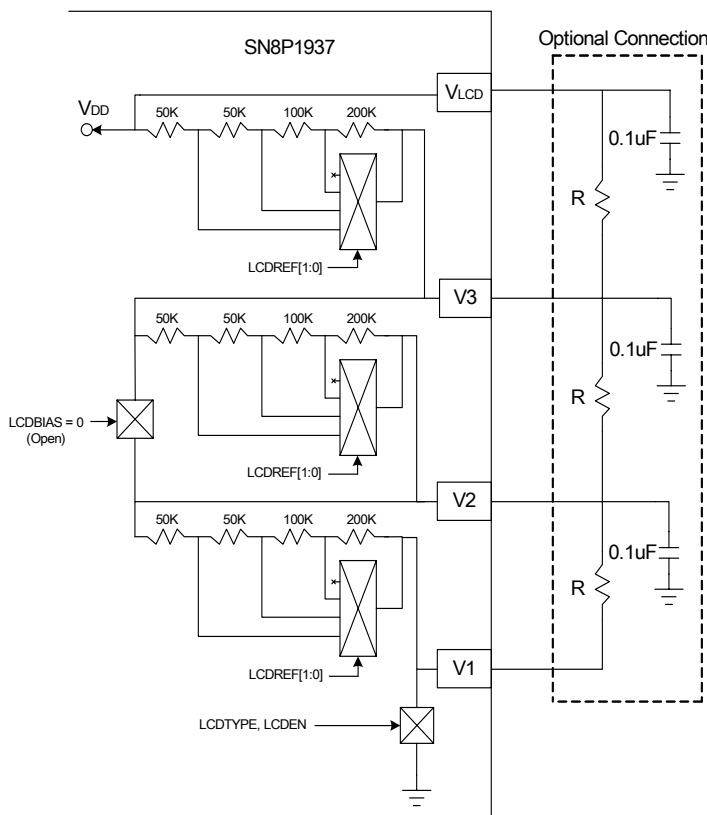 SN8P1937
Optional Connection
VLCD
VDD
50K 50K 100K 200K
0.1uF
R
LCDREF[1:0]
V3
50K 50K 100K 200K
0.1uF
R
LCDBIAS = 0
(Open)
LCDREF[1:0]
V2
50K 50K 100K 200K
0.1uF
R
LCDREF[1:0]
V1
LCDTYPE, LCDEN